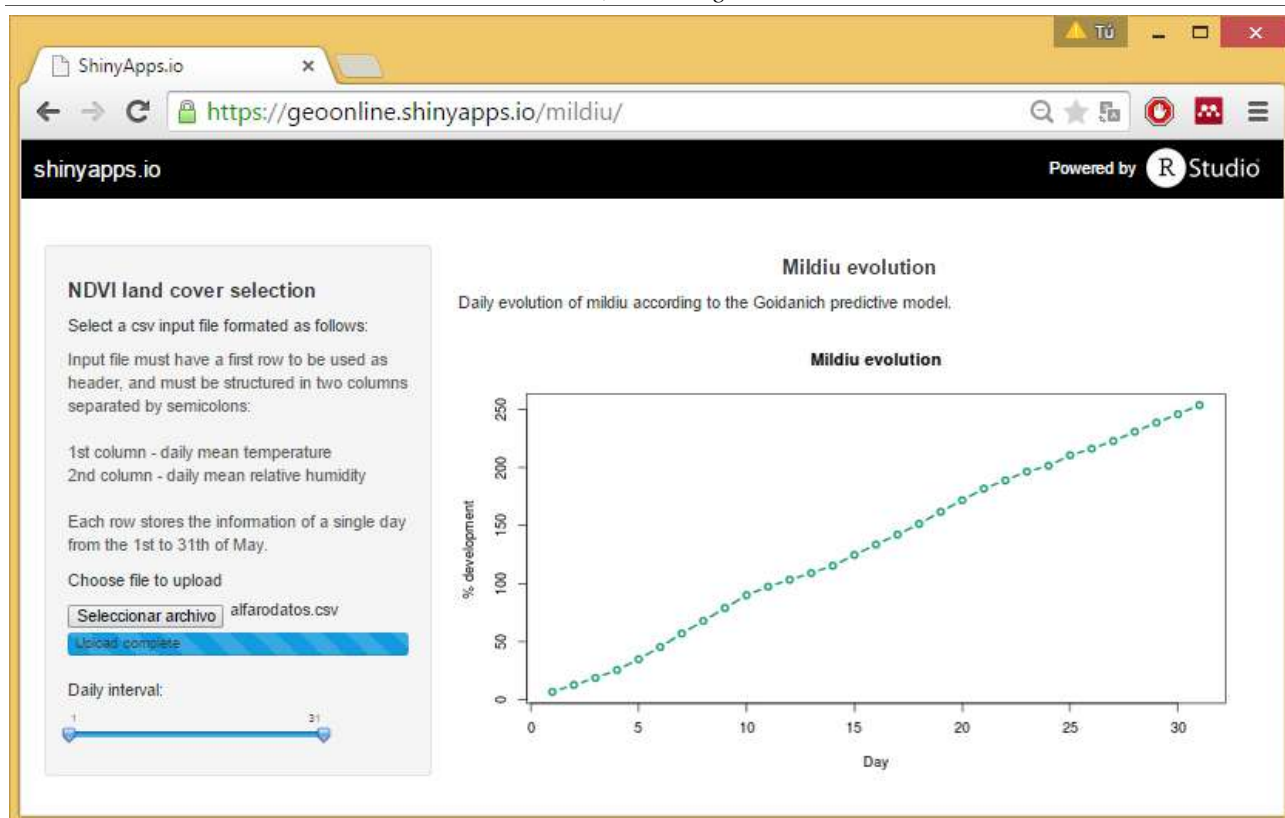 Tú
ShinyApps.io
https://geoonline.shinyapps.io/mildiu/
shinyapps.io
Powered by R Studio
NDVI land cover selection
Select a csv input file formated as follows:
Input file must have a first row to be used as
header, and must be structured in two columns
separated by semicolons:
1st column - daily mean temperature
2nd column - daily mean relative humidity
Each row stores the information of a single day
from the 1st to 31th of May.
Choose file to upload
Seleccionar archivo alfarodatos.csv
Upload complete
Daily interval:
1 31
Mildiu evolution
Daily evolution of mildiu according to the Goidanich predictive model.
Mildiu evolution
% development
250
200
150
100
50
0
0 5 10 15 20 25 30
Day